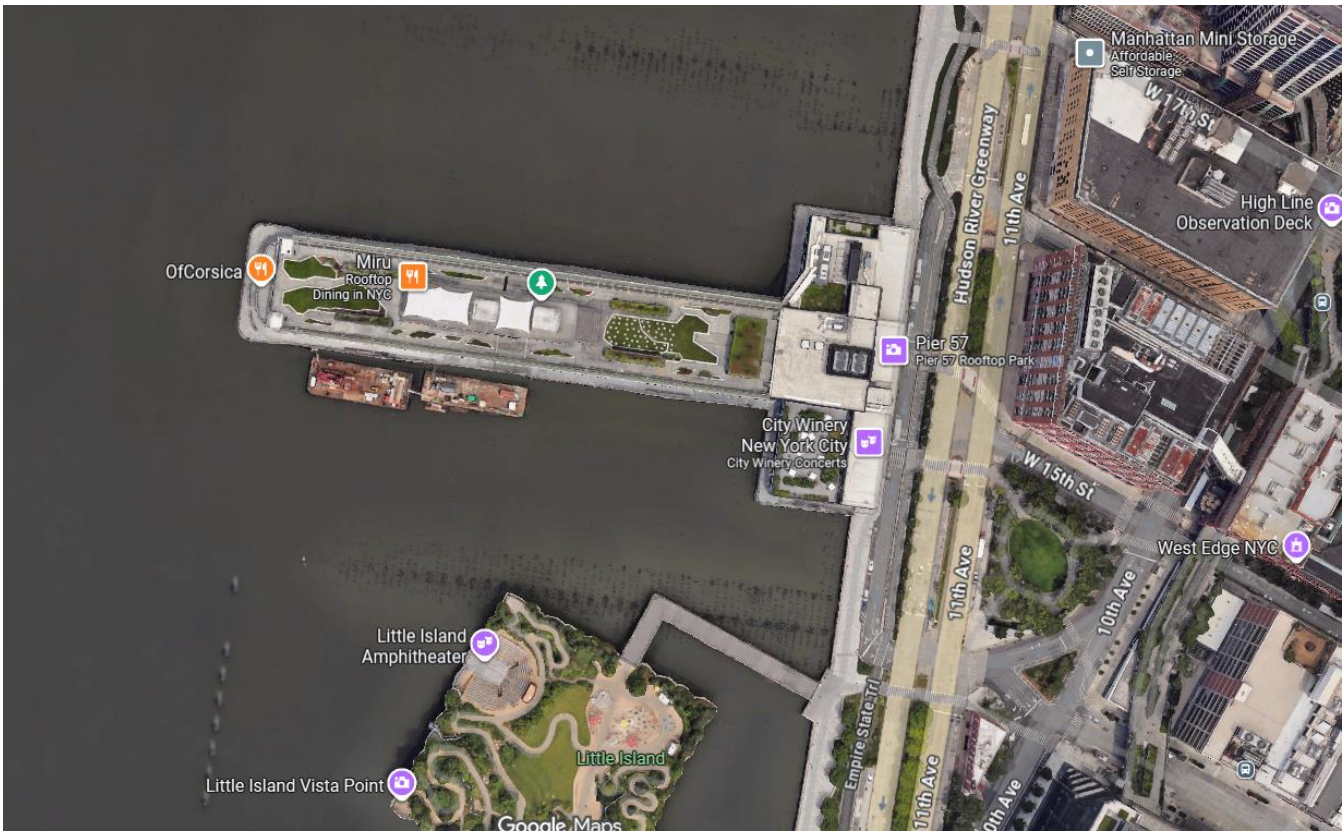 Manhattan Mini Storage
Affordable,
Self Storage
W 17th St
Hudson River Greenway
11th Ave
High Line
Observation Deck
OfCorsica
Miru
Rooftop
Dining in NYC
Pier 57
Pier 57 Rooftop Park
City Winery
New York City
City Winery Concerts
W 15th St
West Edge NYC
11th Ave
10th Ave
Little Island
Amphitheater
Empire State Trl
Little Island
Little Island Vista Point
11th Ave
0th Ave
Google Maps